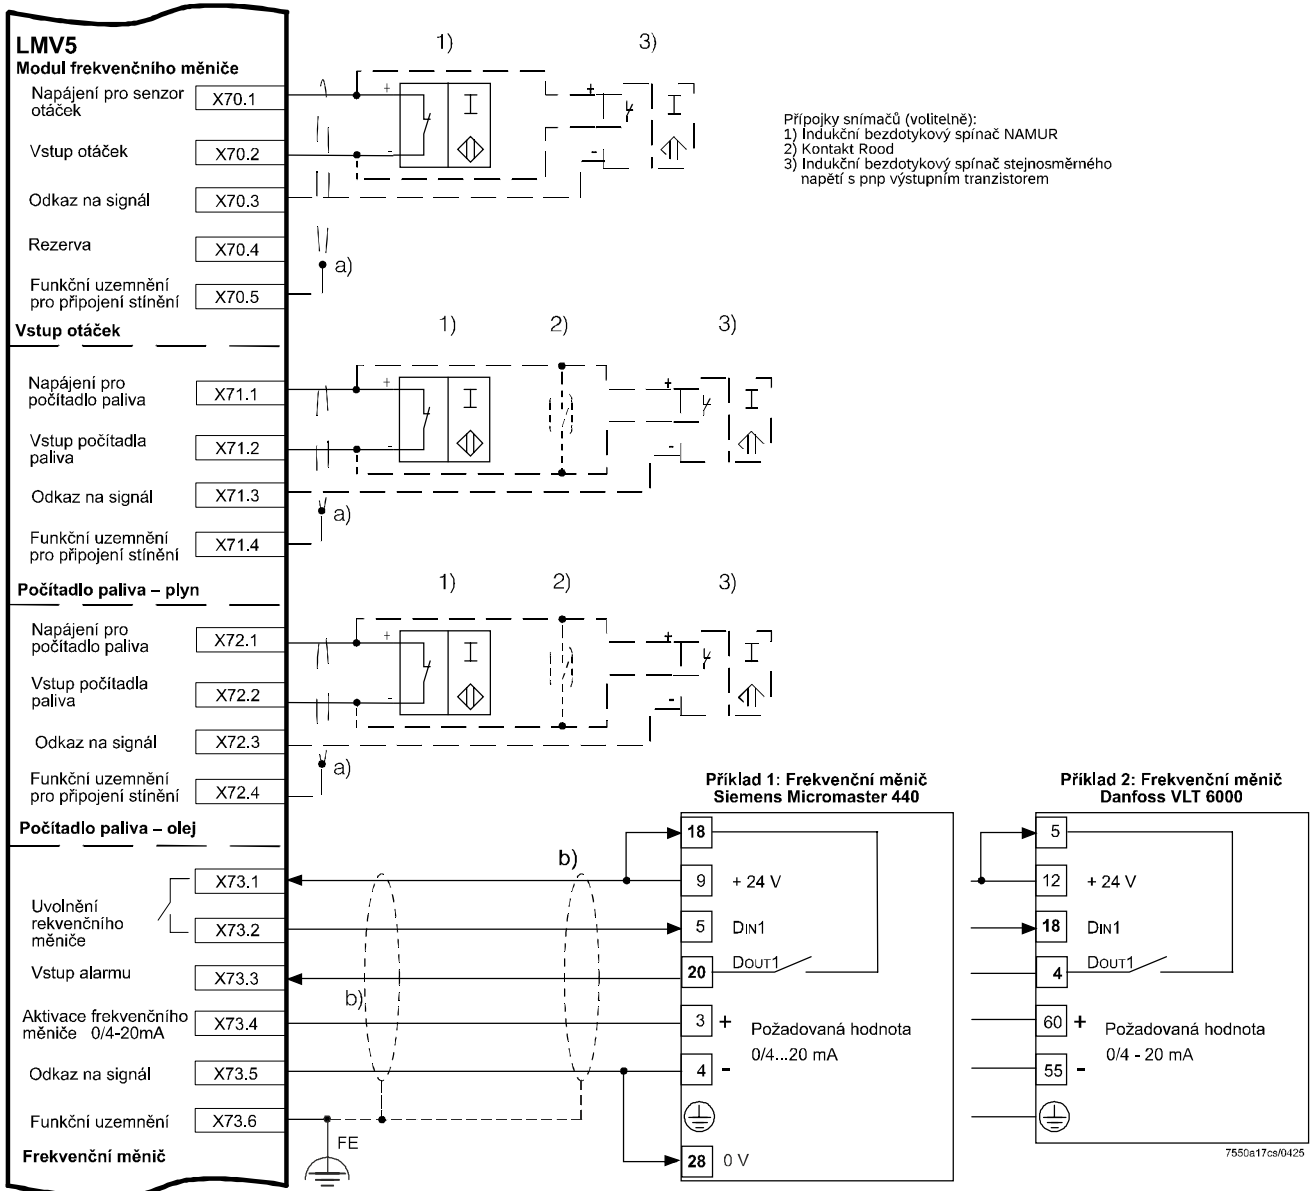 LMV5
Modul frekvenčního měniče
Napájení pro senzor
otáček
X70.1
Vstup otáček
X70.2
Odkaz na signál
X70.3
Rezerva
X70.4
Funkční uzemnění
pro připojení stínění
X70.5
Vstup otáček
1)
3)
+
-
+
-
a)
Přípojky snímačů (volitelně):
1) Indukční bezdotykový spínač NAMUR
2) Kontakt Rood
3) Indukční bezdotykový spínač stejnosměrného
napětí s pnp výstupním tranzistorem
Napájení pro
počítadlo paliva
X71.1
Vstup počítadla
paliva
X71.2
Odkaz na signál
X71.3
Funkční uzemnění
pro připojení stínění
X71.4
Počítadlo paliva – plyn
1)
2)
3)
+
-
+
-
a)
Napájení pro
počítadlo paliva
X72.1
Vstup počítadla
paliva
X72.2
Odkaz na signál
X72.3
Funkční uzemnění
pro připojení stínění
X72.4
Počítadlo paliva – olej
1)
2)
3)
+
-
+
-
a)
X73.1
Uvolnění
rekvenčního
měniče
X73.2
Vstup alarmu
X73.3
Aktivace frekvenčního
měniče 0/4-20mA
X73.4
Odkaz na signál
X73.5
Funkční uzemnění
X73.6
Frekvenční měnič
b)
b)
FE
Příklad 1: Frekvenční měnič
Siemens Micromaster 440
18
9 + 24 V
5 DIN1
20 DOUT1
3 +
Požadovaná hodnota
0/4...20 mA
4 -
28 0 V
Příklad 2: Frekvenční měnič
Danfoss VLT 6000
5
12 + 24 V
18 DIN1
4 DOUT1
60 +
Požadovaná hodnota
0/4 - 20 mA
55 -
7550a17cs/0425